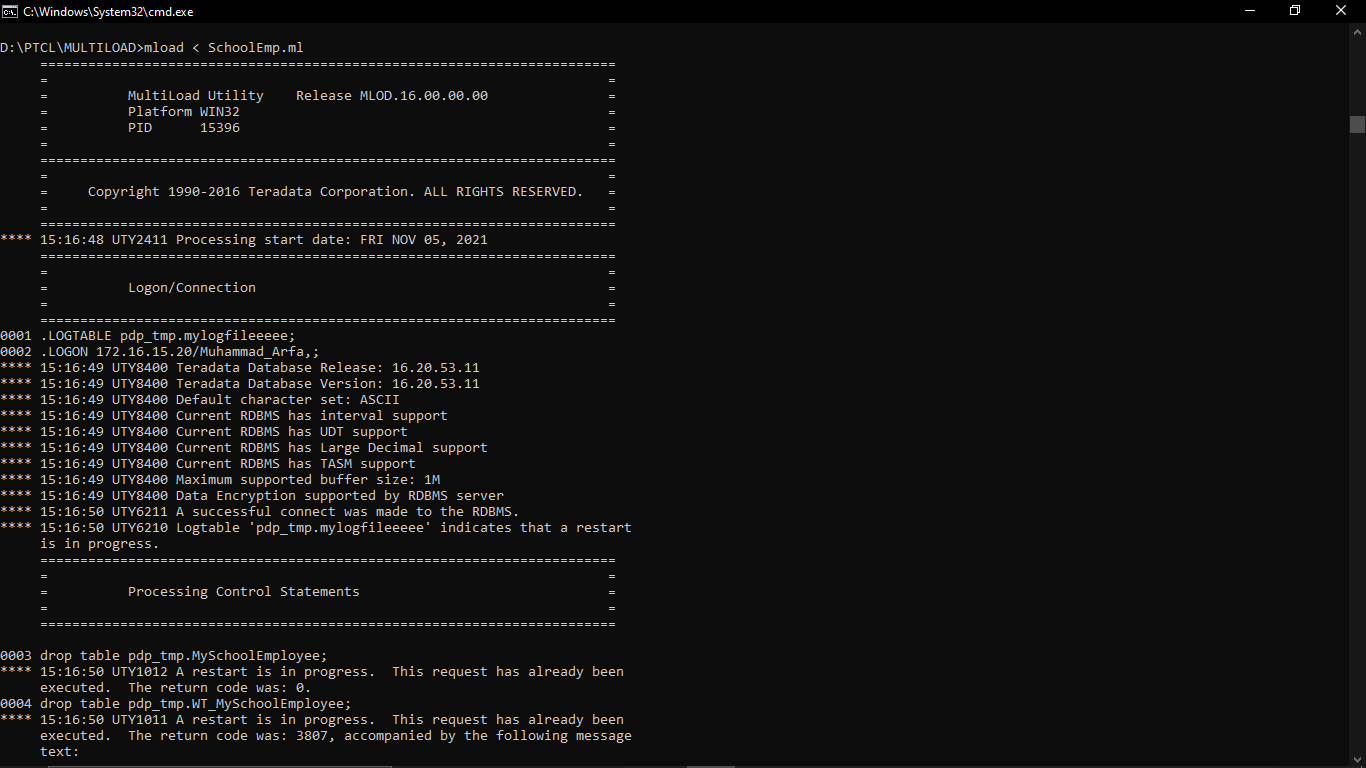 C:\Windows\System32\cmd.exe
D:\PTCL\MULTILOAD>mload < SchoolEmp.ml
===========================================================================
= =
= MultiLoad Utility Release MLOD.16.00.00.00 =
= Platform WIN32 =
= PID 15396 =
= =
===========================================================================
= =
= Copyright 1990-2016 Teradata Corporation. ALL RIGHTS RESERVED. =
= =
===========================================================================
**** 15:16:48 UTY2411 Processing start date: FRI NOV 05, 2021
===========================================================================
= =
= Logon/Connection =
= =
===========================================================================
0001 .LOGTABLE pdp_tmp.mylogfileeeee;
0002 .LOGON 172.16.15.20/Muhammad_Arfa,;
**** 15:16:49 UTY8400 Teradata Database Release: 16.20.53.11
**** 15:16:49 UTY8400 Teradata Database Version: 16.20.53.11
**** 15:16:49 UTY8400 Default character set: ASCII
**** 15:16:49 UTY8400 Current RDBMS has interval support
**** 15:16:49 UTY8400 Current RDBMS has UDT support
**** 15:16:49 UTY8400 Current RDBMS has Large Decimal support
**** 15:16:49 UTY8400 Current RDBMS has TASM support
**** 15:16:49 UTY8400 Maximum supported buffer size: 1M
**** 15:16:49 UTY8400 Data Encryption supported by RDBMS server
**** 15:16:50 UTY6211 A successful connect was made to the RDBMS.
**** 15:16:50 UTY6210 Logtable 'pdp_tmp.mylogfileeeee' indicates that a restart
is in progress.
===========================================================================
= =
= Processing Control Statements =
= =
===========================================================================
0003 drop table pdp_tmp.MySchoolEmployee;
**** 15:16:50 UTY1012 A restart is in progress. This request has already been
executed. The return code was: 0.
0004 drop table pdp_tmp.WT_MySchoolEmployee;
**** 15:16:50 UTY1011 A restart is in progress. This request has already been
executed. The return code was: 3807, accompanied by the following message
text: